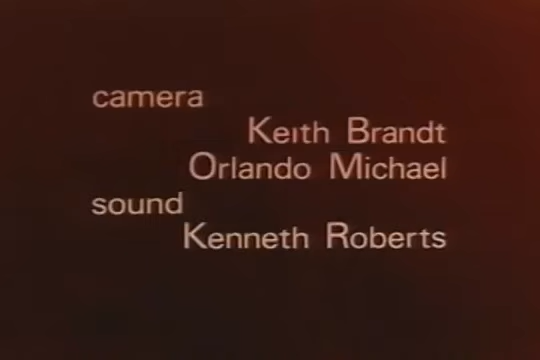 camera
Keith Brandt
Orlando Michael
sound
Kenneth Roberts